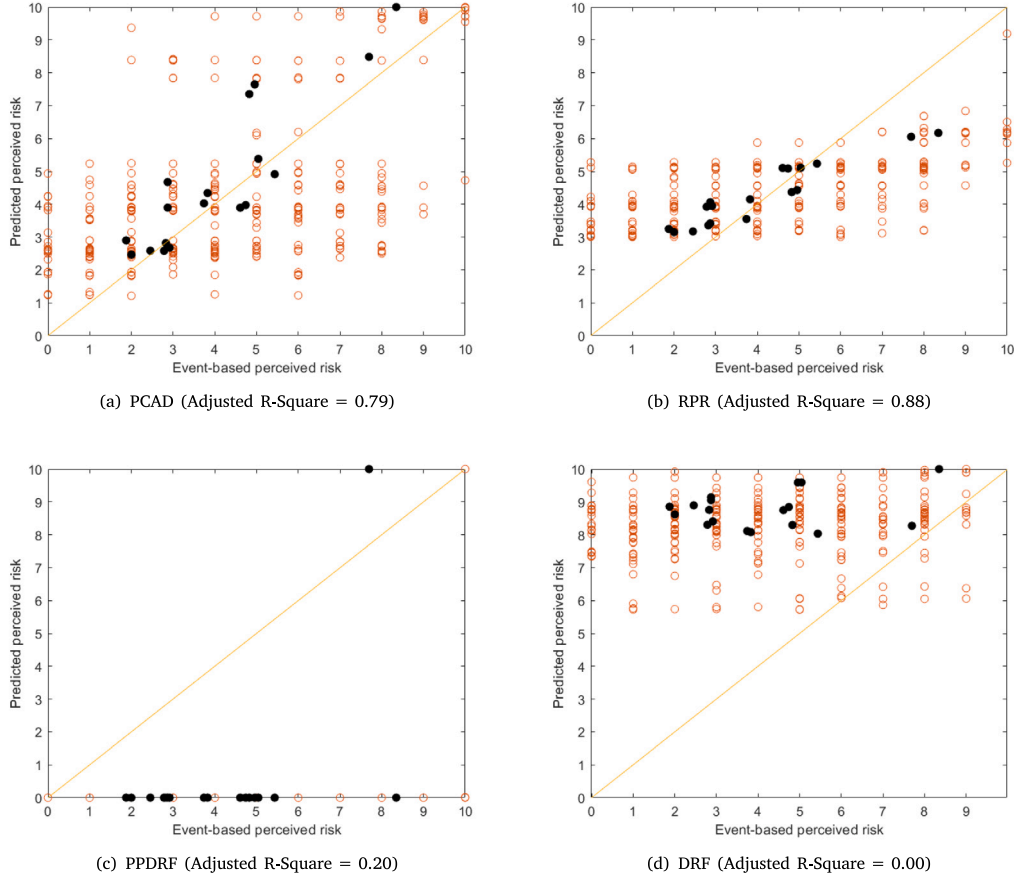 10
9
8
7
6
5
4
3
2
1
0
Predicted perceived risk
0 1 2 3 4 5 6 7 8 9 10
Event-based perceived risk
(a) PCAD (Adjusted R-Square = 0.79)
10
9
8
7
6
5
4
3
2
1
0
Predicted perceived risk
0 1 2 3 4 5 6 7 8 9 10
Event-based perceived risk
(b) RPR (Adjusted R-Square = 0.88)
10
9
8
7
6
5
4
3
2
1
0
Predicted perceived risk
0 1 2 3 4 5 6 7 8 9 10
Event-based perceived risk
(c) PPDRF (Adjusted R-Square = 0.20)
10
9
8
7
6
5
4
3
2
1
0
Predicted perceived risk
0 1 2 3 4 5 6 7 8 9 10
Event-based perceived risk
(d) DRF (Adjusted R-Square = 0.00)